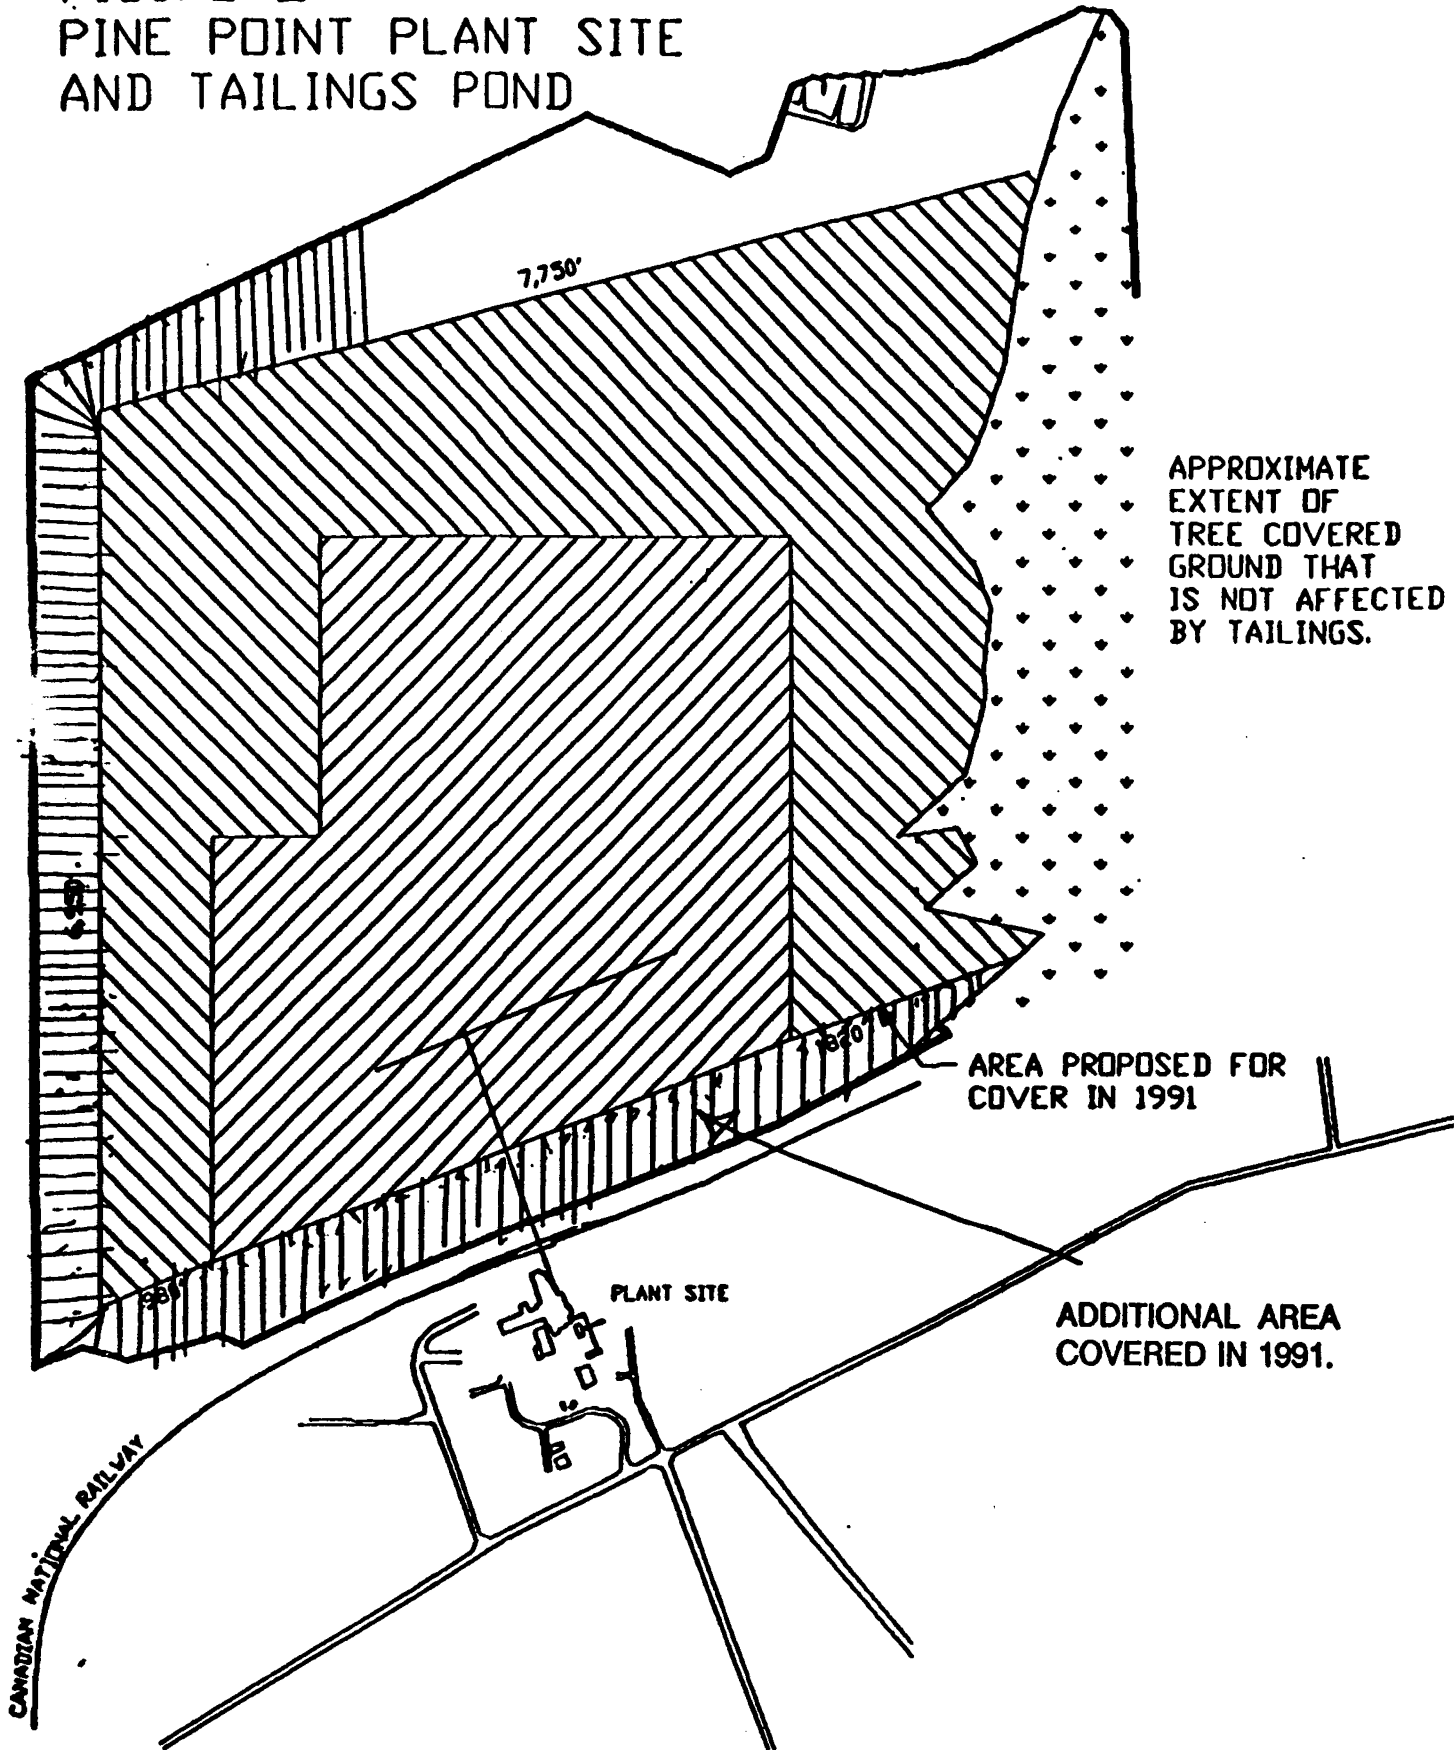 PINE POINT PLANT SITE
AND TAILINGS POND
7,750'
APPROXIMATE
EXTENT OF
TREE COVERED
GROUND THAT
IS NOT AFFECTED
BY TAILINGS.
1820'
AREA PROPOSED FOR
COVER IN 1991
PLANT SITE
ADDITIONAL AREA
COVERED IN 1991.
CANADIAN NATIONAL RAILWAY